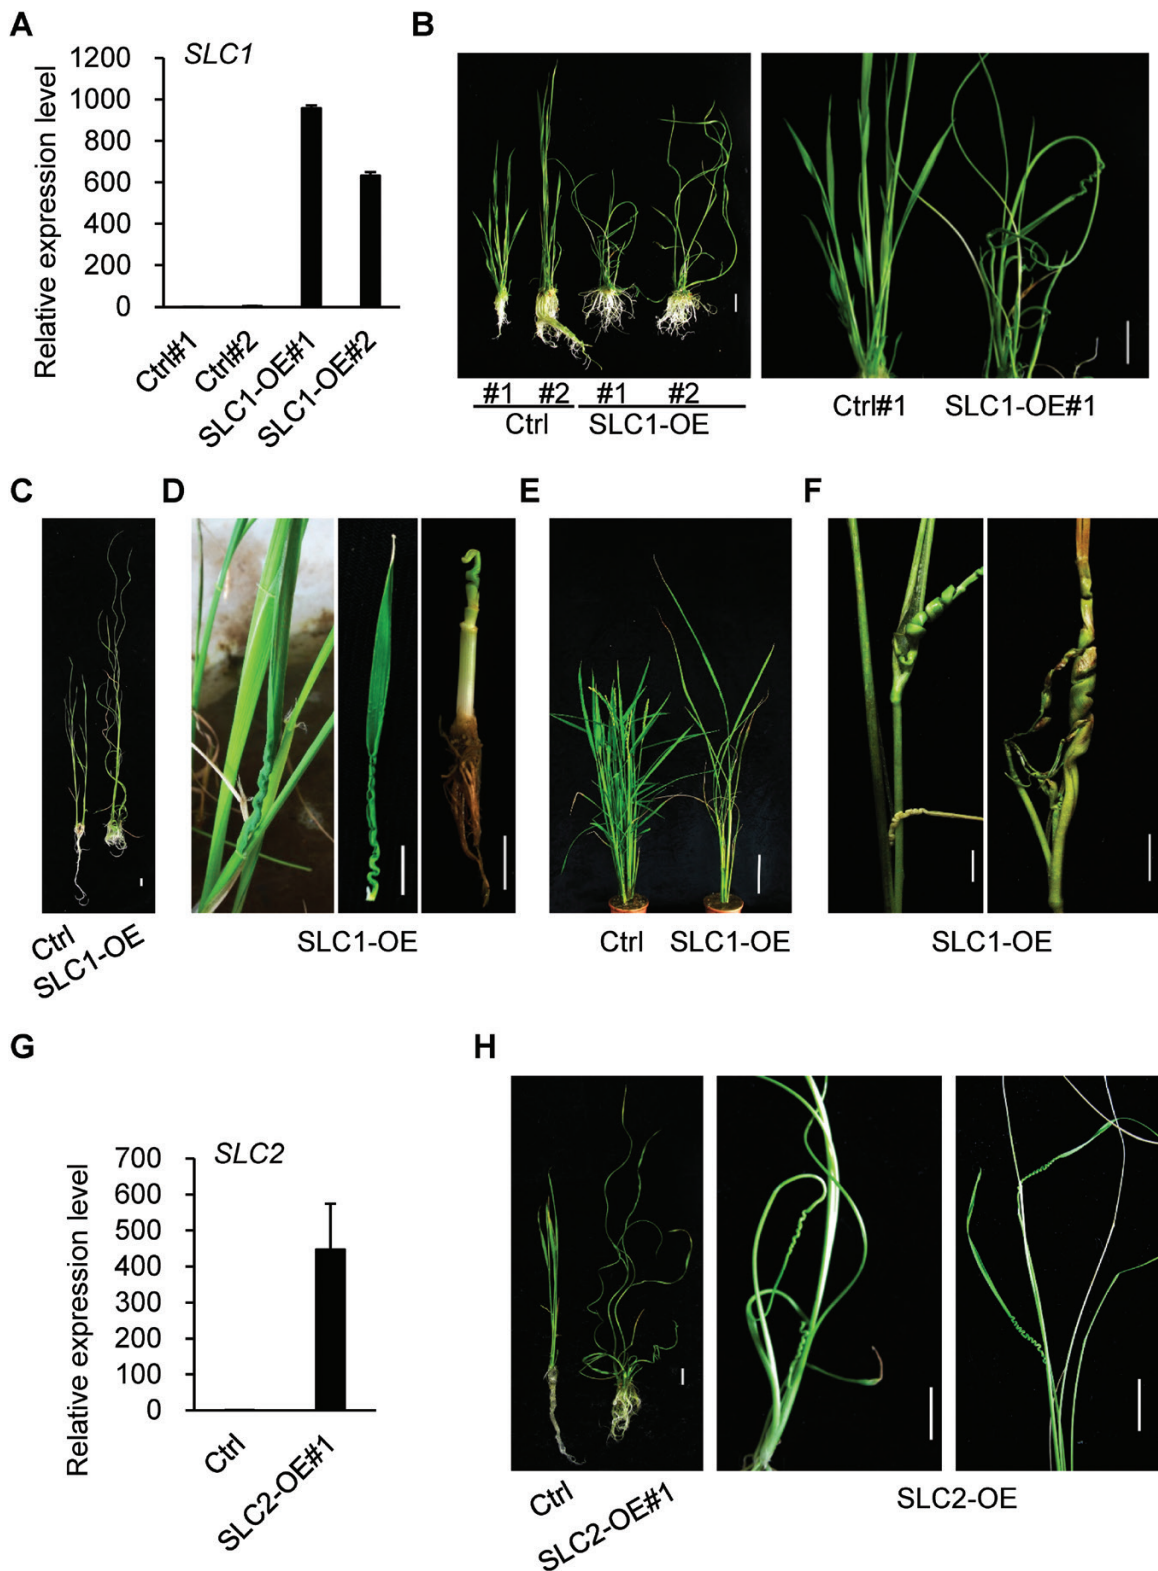 A
SLC1
Relative expression level
1200
1000
800
600
400
200
0
Ctrl#1
Ctrl#2
SLC1-OE#1
SLC1-OE#2
B
#1 #2 #1 #2
Ctrl SLC1-OE
Ctrl#1 SLC1-OE#1
C
Ctrl
SLC1-OE
D
SLC1-OE
E
Ctrl SLC1-OE
F
SLC1-OE
G
SLC2
Relative expression level
700
600
500
400
300
200
100
0
Ctrl
SLC2-OE#1
H
Ctrl
SLC2-OE#1
SLC2-OE